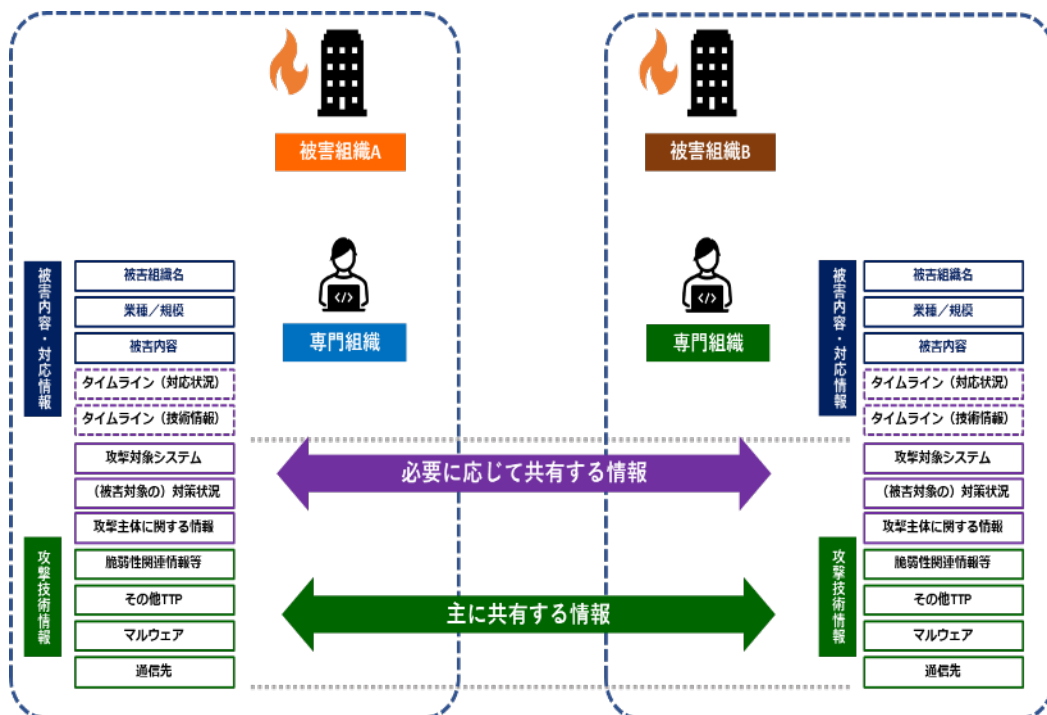 被害組織A
被害組織B
専門組織
専門組織
被害内容・対応情報
被害組織名
業種／規模
被害内容
タイムライン（対応状況）
タイムライン（技術情報）
攻撃対象システム
（被害対象の）対策状況
攻撃主体に関する情報
攻撃技術情報
脆弱性関連情報等
その他TTP
マルウェア
通信先
必要に応じて共有する情報
主に共有する情報
被害内容・対応情報
被害組織名
業種／規模
被害内容
タイムライン（対応状況）
タイムライン（技術情報）
攻撃対象システム
（被害対象の）対策状況
攻撃主体に関する情報
攻撃技術情報
脆弱性関連情報等
その他TTP
マルウェア
通信先